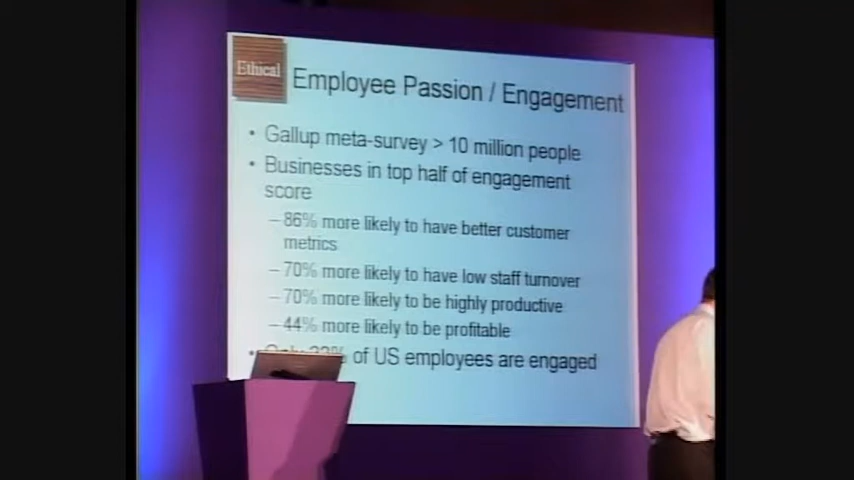 Ethical
Employee Passion / Engagement
• Gallup meta-survey > 10 million people
• Businesses in top half of engagement
score
– 86% more likely to have better customer
metrics
– 70% more likely to have low staff turnover
– 70% more likely to be highly productive
– 44% more likely to be profitable
• of US employees are engaged